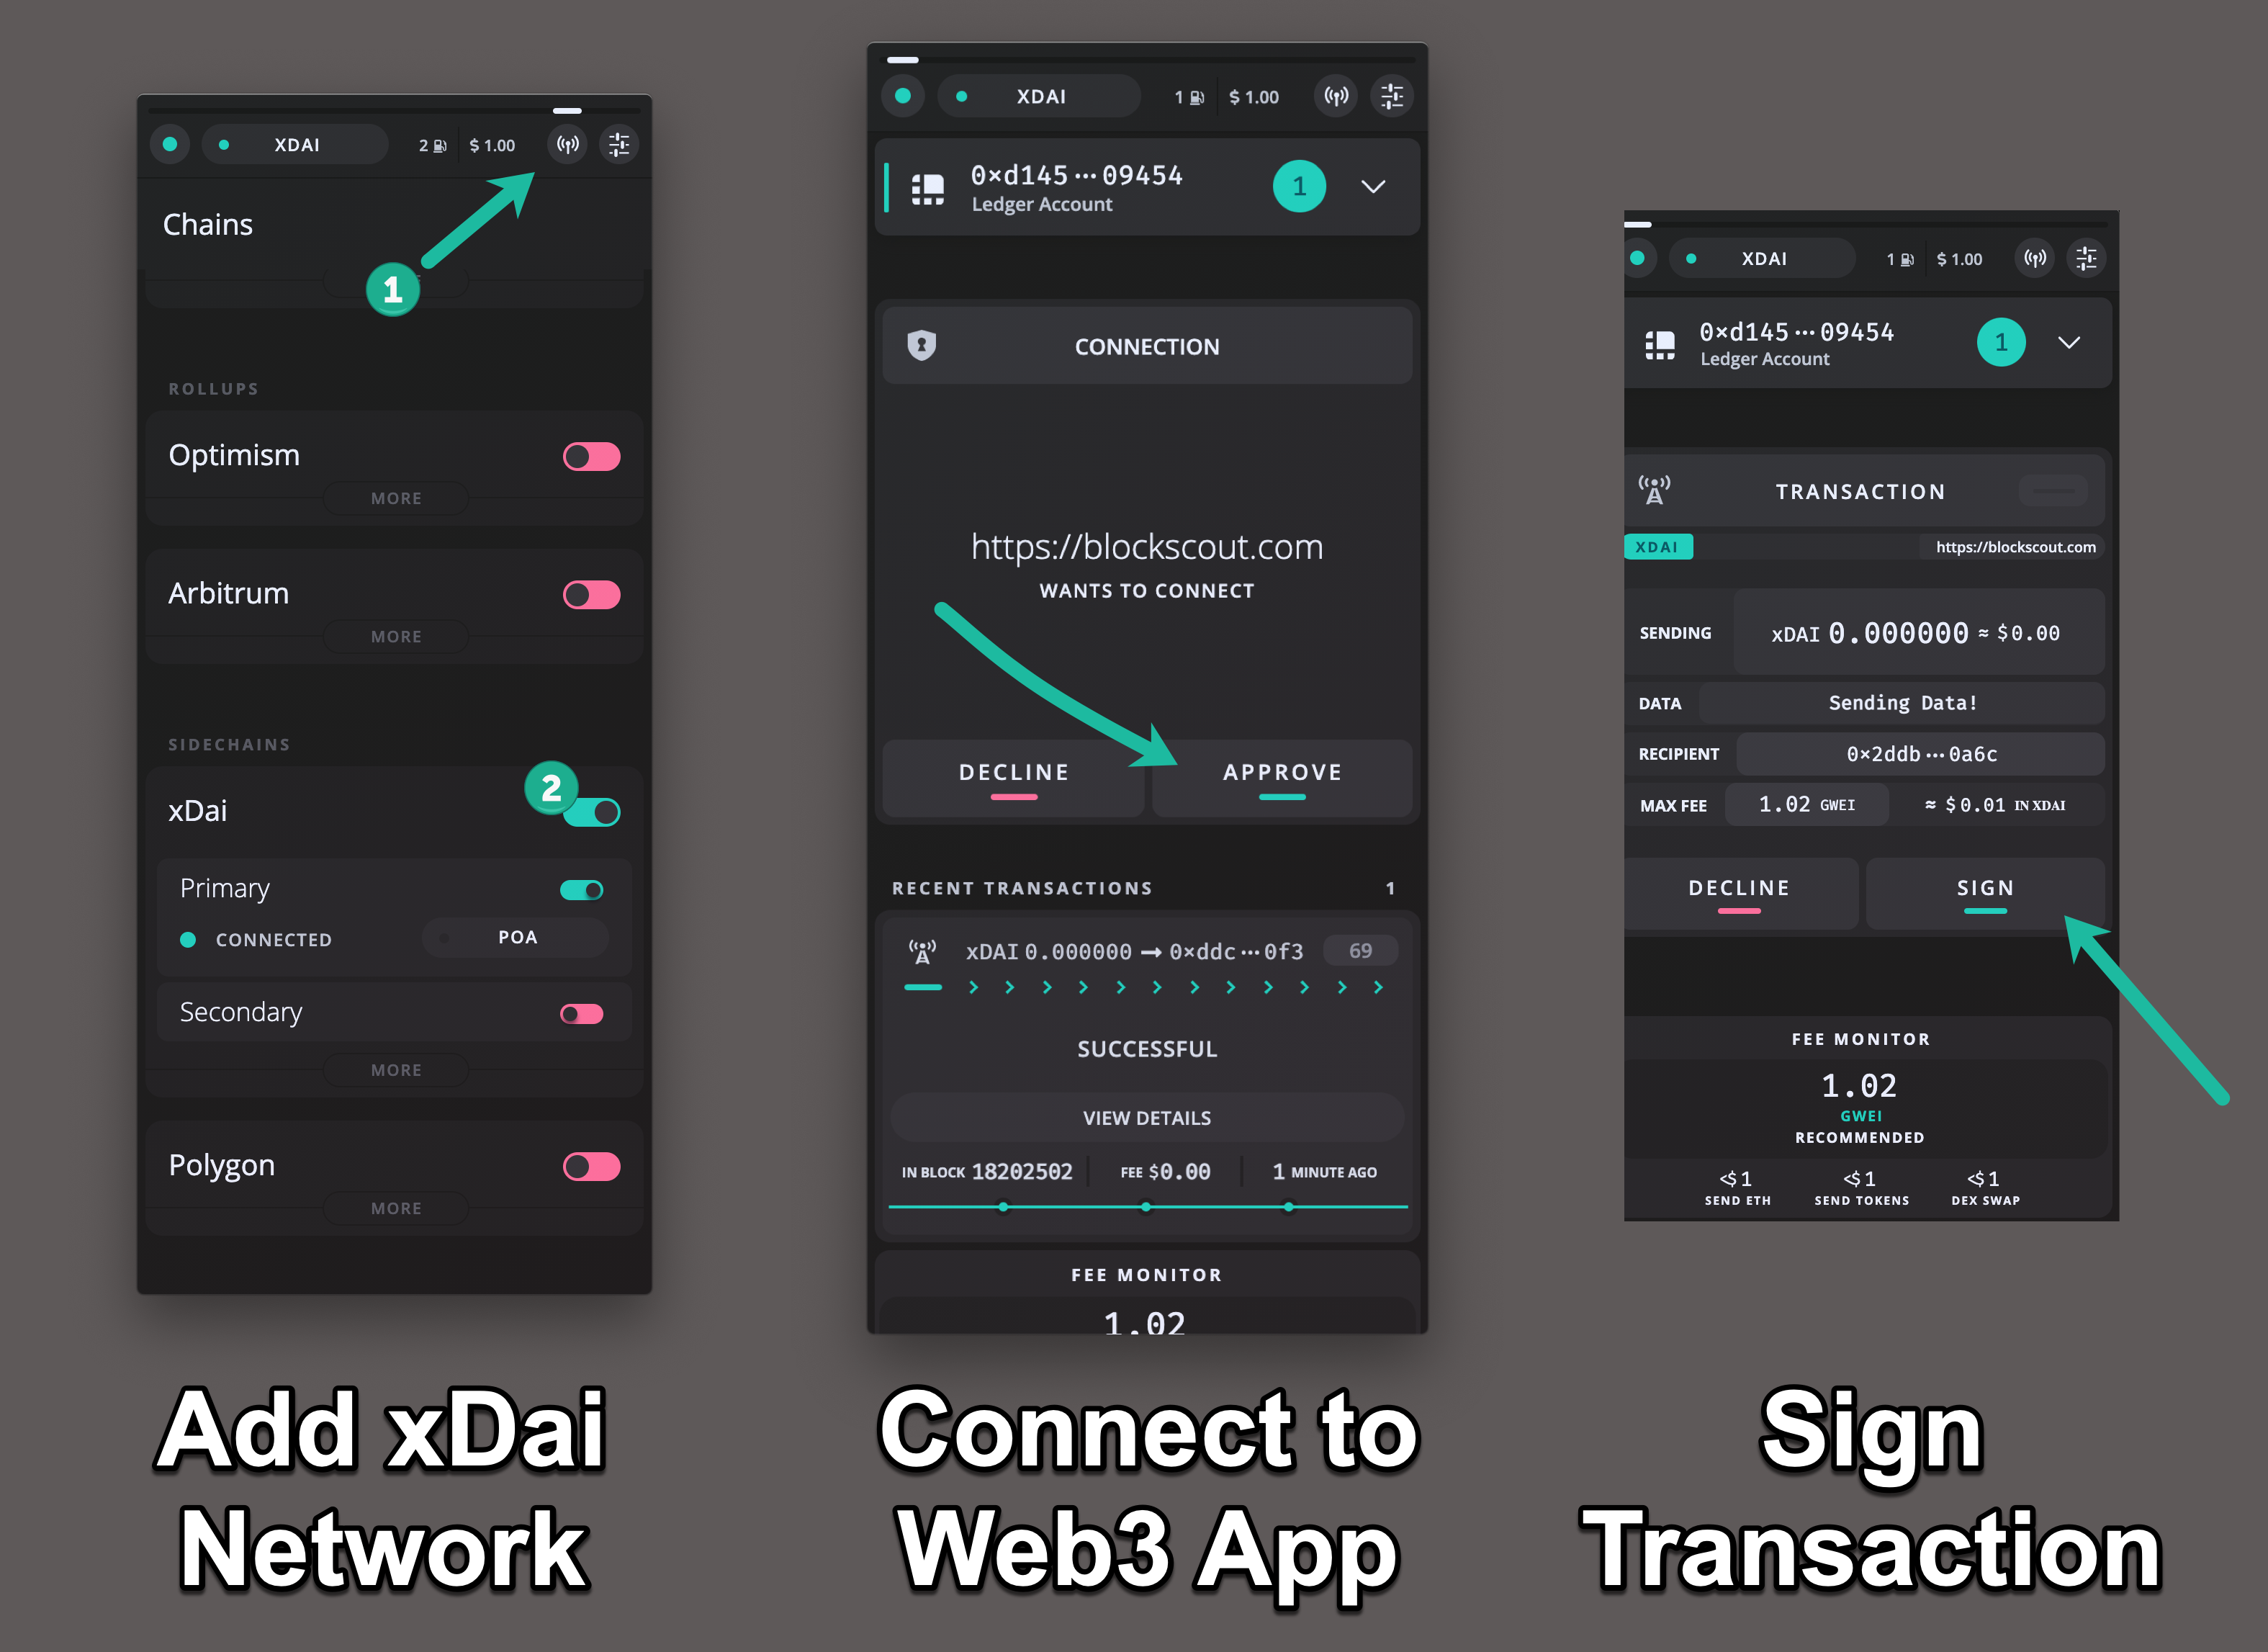 XDAI
2
$ 1.00
Chains
1
ROLLUPS
Optimism
MORE
Arbitrum
MORE
SIDECHAINS
2
xDai
Primary
CONNECTED
POA
Secondary
MORE
Polygon
MORE
Add xDai
Network
XDAI
1
$ 1.00
0×d145···09454
Ledger Account
1
CONNECTION
https://blockscout.com
WANTS TO CONNECT
DECLINE
APPROVE
RECENT TRANSACTIONS 1
xDAI 0.000000 → 0×ddc···0f3 69
SUCCESSFUL
VIEW DETAILS
IN BLOCK 18202502 FEE $0.00 1 MINUTE AGO
FEE MONITOR
1.02
Connect to
Web3 App
XDAI
1
$ 1.00
0×d145···09454
Ledger Account
1
TRANSACTION
XDAI
https://blockscout.com
SENDING xDAI 0.000000 ≈ $0.00
DATA Sending Data!
RECIPIENT 0×2ddb···0a6c
MAX FEE 1.02 GWEI ≈ $0.01 IN XDAI
DECLINE
SIGN
FEE MONITOR
1.02
GWEI
RECOMMENDED
<$1 <$1 <$1
SEND ETH SEND TOKENS DEX SWAP
Sign
Transaction